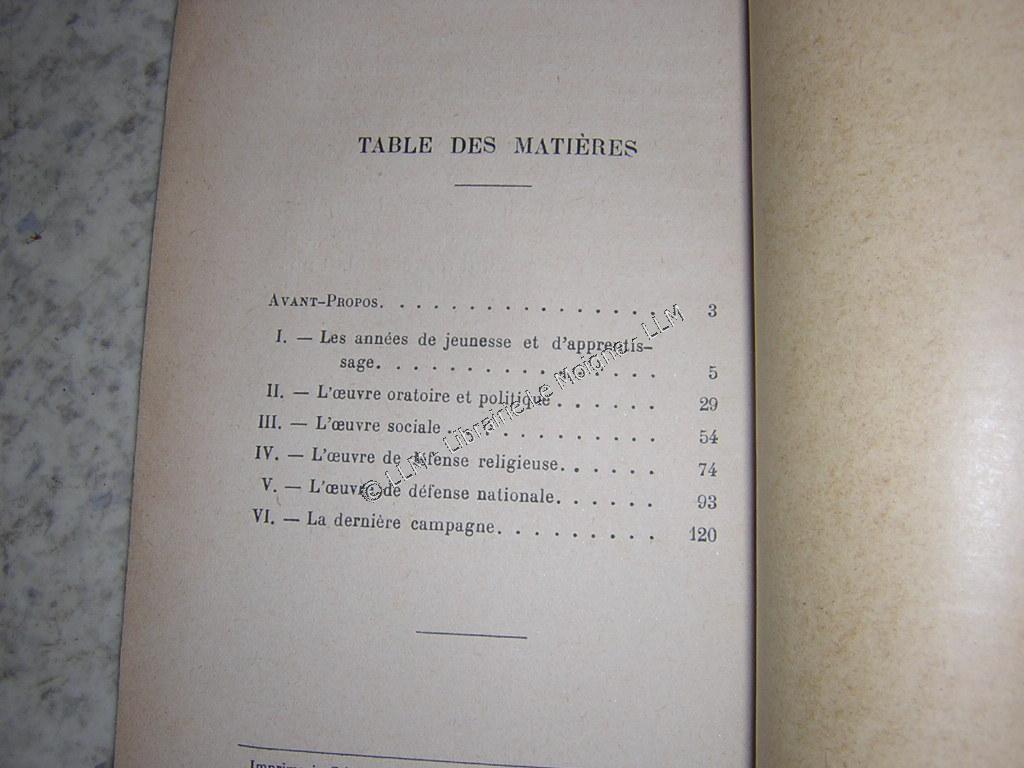 TABLE DES MATIÈRES
AVANT-PROPOS. . . . . . . . . . . . . . . 3
I. — Les années de jeunesse et d'apprentis-
sage. . . . . . . . . . . . . . . 5
II. — L'œuvre oratoire et politique . . . . . . 29
III. — L'œuvre sociale . . . . . . . . . . 54
IV. — L'œuvre de défense religieuse. . . . . . 74
V. — L'œuvre de défense nationale. . . . . . 93
VI. — La dernière campagne. . . . . . . . . 120
© LLM - Librairie Le Moigne - LLM